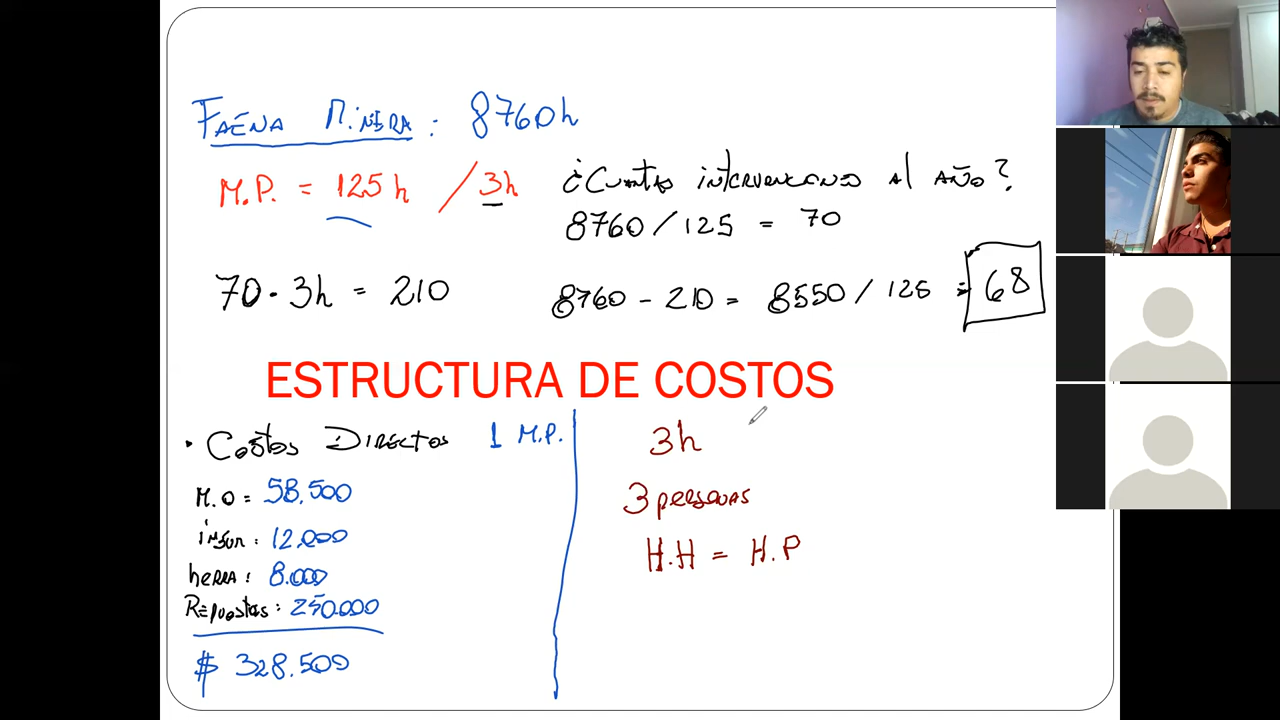 FAENA MINERA: 8760h
M.P. = 125h / 3h
¿Cuantas intervenciones al año?
8760 / 125 = 70
70 · 3h = 210
8760 - 210 = 8550 / 125 = 68
ESTRUCTURA DE COSTOS
• Costos Directos 1 M.P.
M.O = 58.500
insum: 12.000
herra: 8.000
Repuestos: 250.000
$ 328.500
3h
3 personas
H.H = H.P